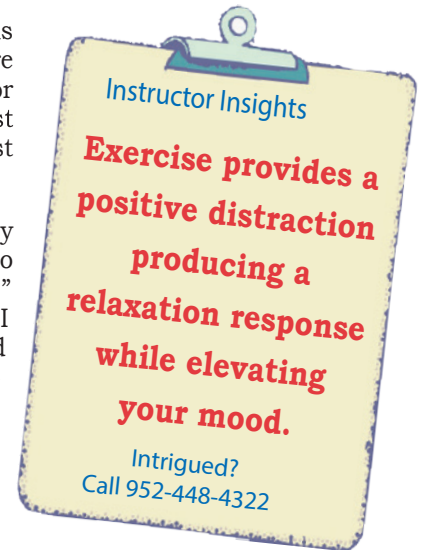 Instructor Insights
Exercise provides a
positive distraction
producing a
relaxation response
while elevating
your mood.
Intrigued?
Call 952-448-4322